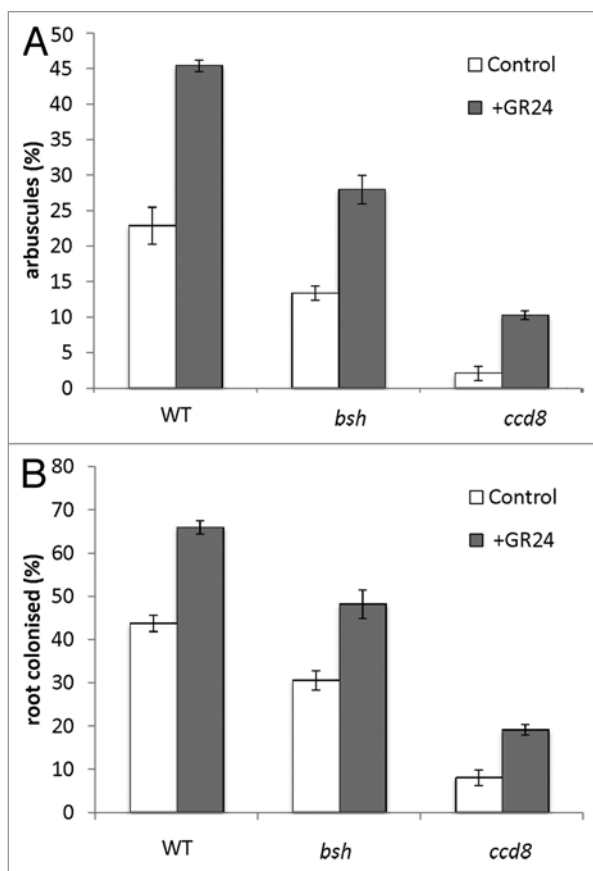 A
50
45
40
35
30
25
20
15
10
5
0
arbuscules (%)
Control
+GR24
WT bsh ccd8
B
80
70
60
50
40
30
20
10
0
root colonised (%)
Control
+GR24
WT bsh ccd8